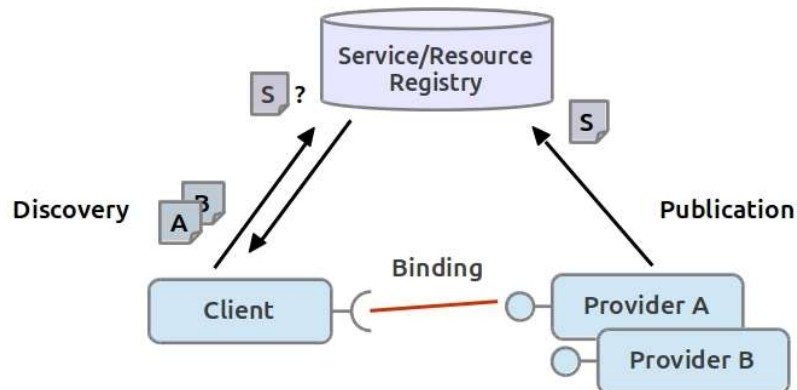 Service/Resource
Registry
S ?
S
Discovery
B
A
Publication
Binding
Client
Provider A
Provider B